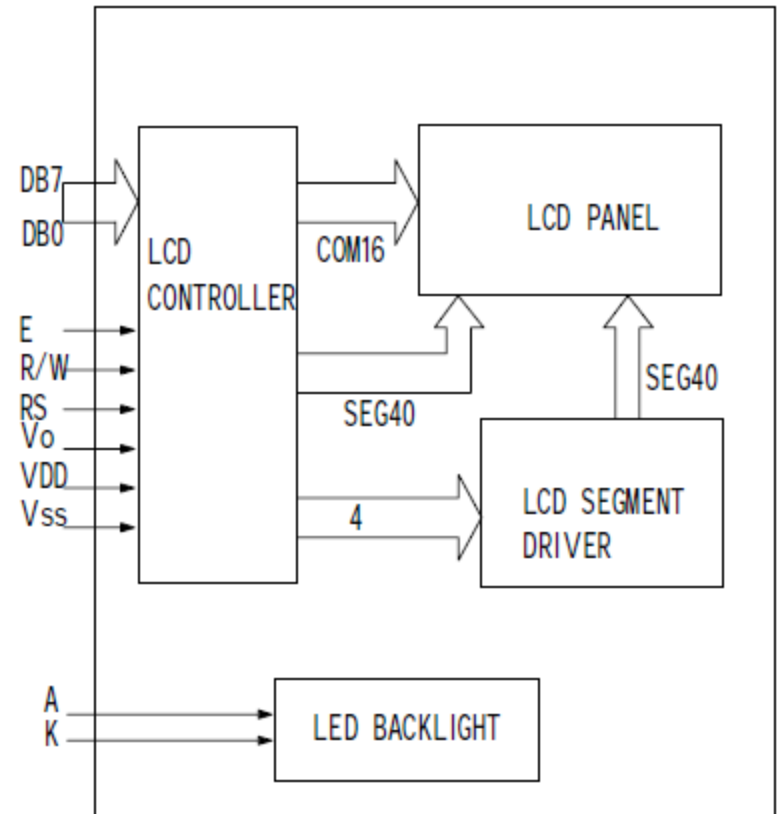 DB7
DB0
LCD
CONTROLLER
COM16
LCD PANEL
E
R/W
RS
Vo
VDD
Vss
SEG40
SEG40
4
LCD SEGMENT
DRIVER
A
K
LED BACKLIGHT